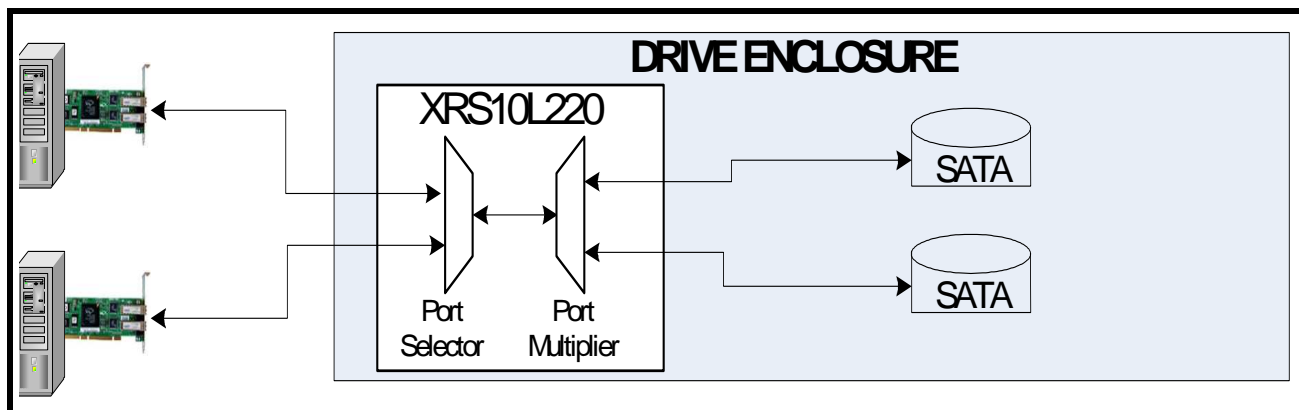 DRIVE ENCLOSURE
XRS10L220
Port
Selector
Port
Multiplier
SATA
SATA